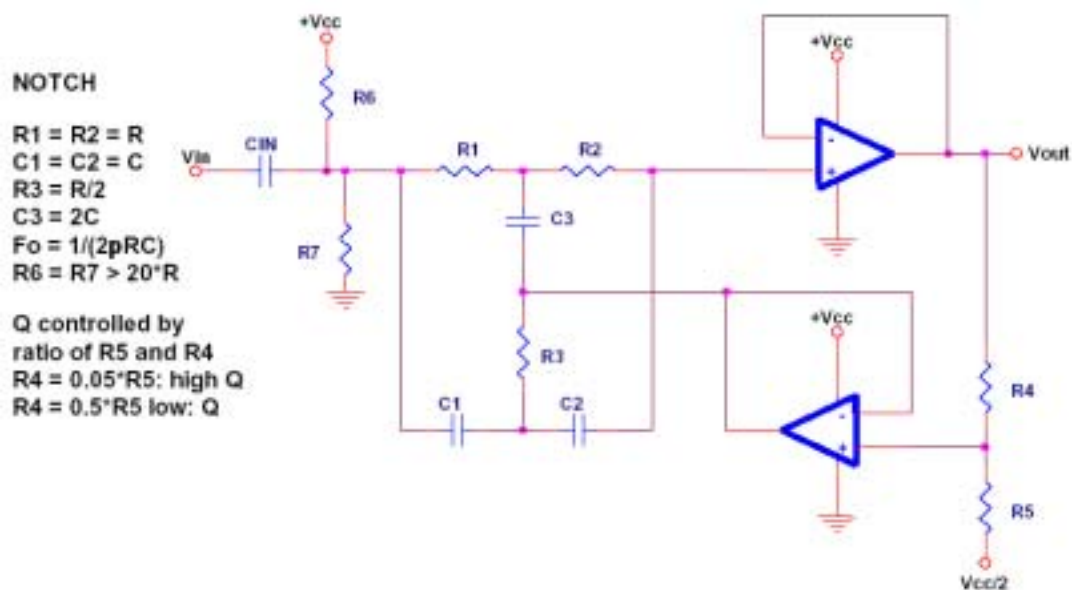 NOTCH
R1 = R2 = R
C1 = C2 = C
R3 = R/2
C3 = 2C
Fo = 1/(2pRC)
R6 = R7 > 20*R
Q controlled by
ratio of R5 and R4
R4 = 0.05*R5: high Q
R4 = 0.5*R5 low: Q
+Vcc
R6
Vin
CIN
R7
R1
R2
C3
R3
C1
C2
+Vcc
-
+
Vout
+Vcc
-
+
R4
R5
Vcc/2